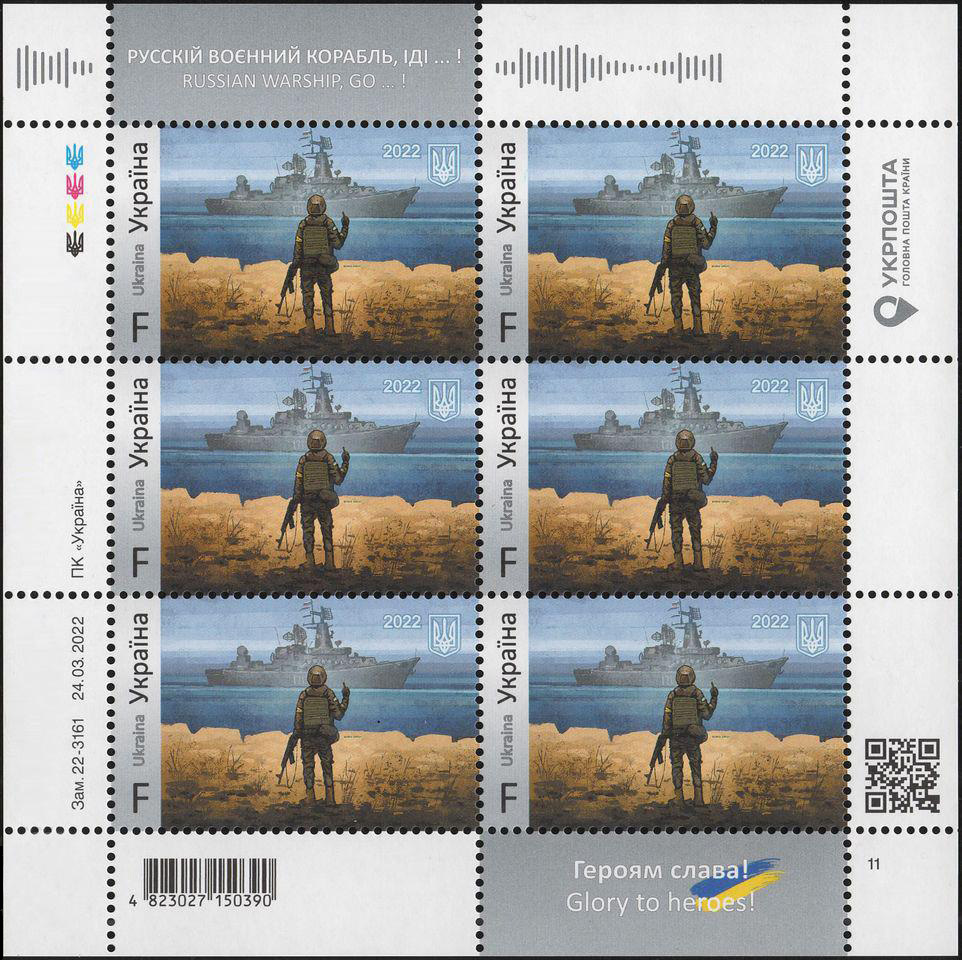 РУССКІЙ ВОЄННИЙ КОРАБЛЬ, ІДІ ... !
RUSSIAN WARSHIP, GO ... !
Ukraina Україна
F
2022
Ukraina Україна
F
2022
УКРПОШТА
ГОЛОВНА ПОШТА КРАЇНИ
Ukraina Україна
F
2022
Ukraina Україна
F
2022
ПК «Україна»
Ukraina Україна
F
2022
Ukraina Україна
F
2022
Зам. 22-3161 24.03. 2022
4 823027 150390
Героям слава!
Glory to heroes!
11